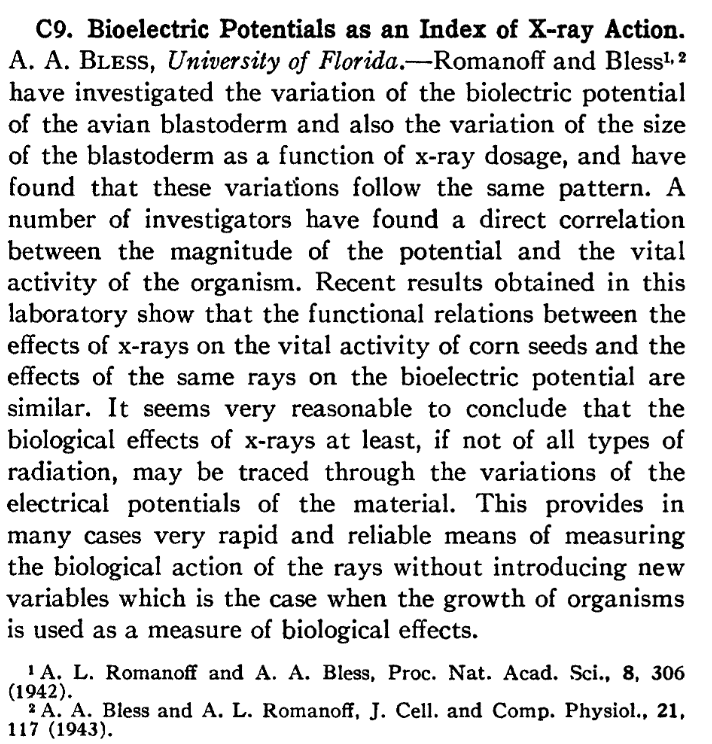 C9. Bioelectric Potentials as an Index of X-ray Action.
A. A. BLESS, University of Florida.—Romanoff and Bless¹,²
have investigated the variation of the biolectric potential
of the avian blastoderm and also the variation of the size
of the blastoderm as a function of x-ray dosage, and have
found that these variations follow the same pattern. A
number of investigators have found a direct correlation
between the magnitude of the potential and the vital
activity of the organism. Recent results obtained in this
laboratory show that the functional relations between the
effects of x-rays on the vital activity of corn seeds and the
effects of the same rays on the bioelectric potential are
similar. It seems very reasonable to conclude that the
biological effects of x-rays at least, if not of all types of
radiation, may be traced through the variations of the
electrical potentials of the material. This provides in
many cases very rapid and reliable means of measuring
the biological action of the rays without introducing new
variables which is the case when the growth of organisms
is used as a measure of biological effects.
¹ A. L. Romanoff and A. A. Bless, Proc. Nat. Acad. Sci., 8, 306
(1942).
² A. A. Bless and A. L. Romanoff, J. Cell. and Comp. Physiol., 21,
117 (1943).